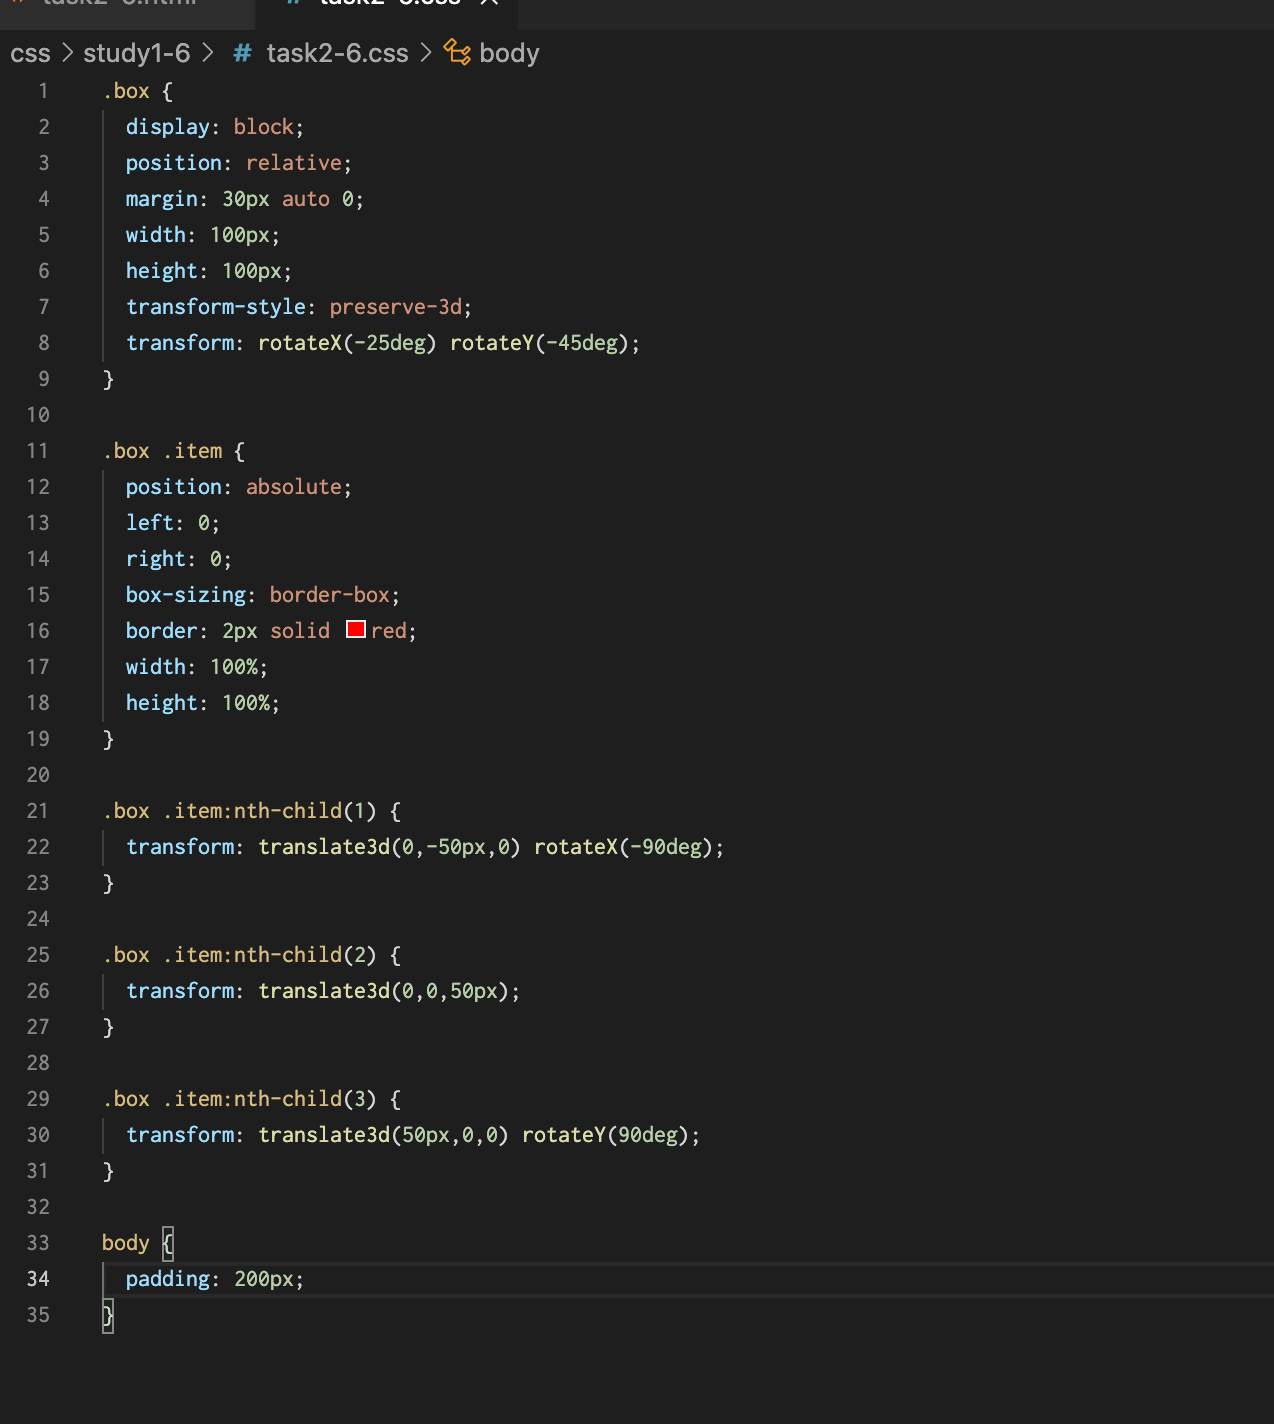 task2-6.html # task2-6.css ×
css > study1-6 > # task2-6.css > body
1 .box {
2 display: block;
3 position: relative;
4 margin: 30px auto 0;
5 width: 100px;
6 height: 100px;
7 transform-style: preserve-3d;
8 transform: rotateX(-25deg) rotateY(-45deg);
9 }
10
11 .box .item {
12 position: absolute;
13 left: 0;
14 right: 0;
15 box-sizing: border-box;
16 border: 2px solid red;
17 width: 100%;
18 height: 100%;
19 }
20
21 .box .item:nth-child(1) {
22 transform: translate3d(0,-50px,0) rotateX(-90deg);
23 }
24
25 .box .item:nth-child(2) {
26 transform: translate3d(0,0,50px);
27 }
28
29 .box .item:nth-child(3) {
30 transform: translate3d(50px,0,0) rotateY(90deg);
31 }
32
33 body {
34 padding: 200px;
35 }